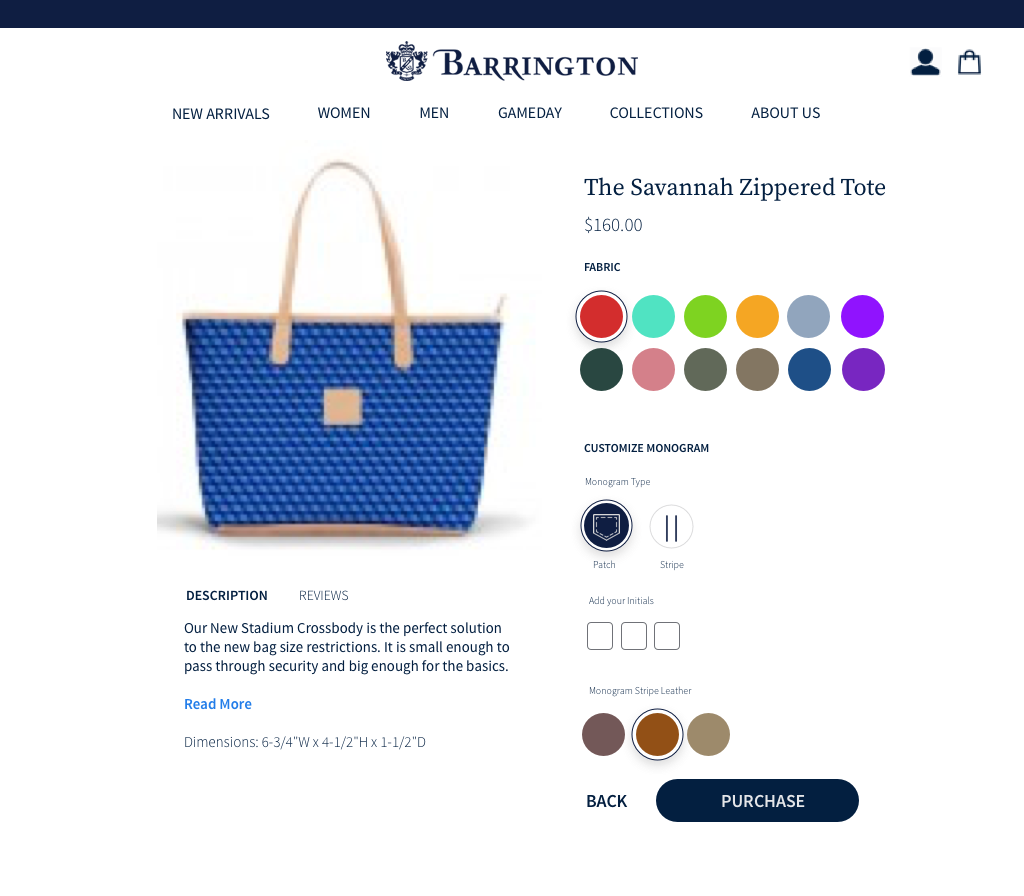 BARRINGTON
NEW ARRIVALS WOMEN MEN GAMEDAY COLLECTIONS ABOUT US
The Savannah Zippered Tote
$160.00
FABRIC
CUSTOMIZE MONOGRAM
Monogram Type
Patch Stripe
Add your Initials
Monogram Stripe Leather
BACK PURCHASE
DESCRIPTION REVIEWS
Our New Stadium Crossbody is the perfect solution
to the new bag size restrictions. It is small enough to
pass through security and big enough for the basics.
Read More
Dimensions: 6-3/4"W x 4-1/2"H x 1-1/2"D